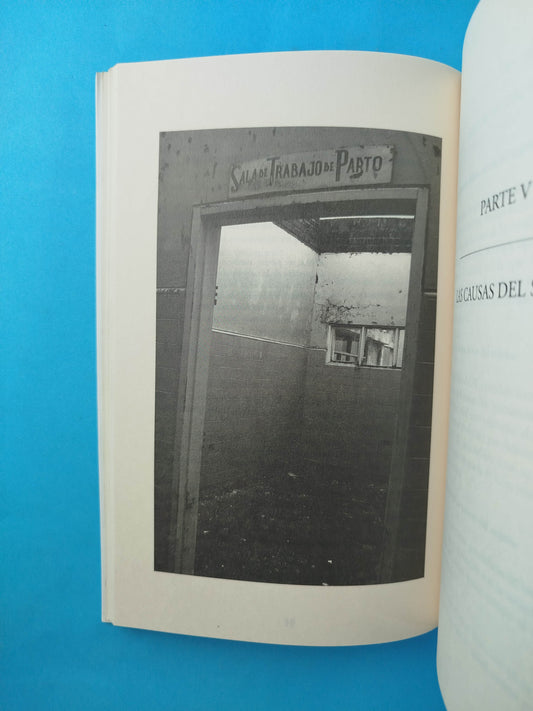 SALA DE TRABAJO DE PARTO
PARTE V
LAS CAUSAS DEL S